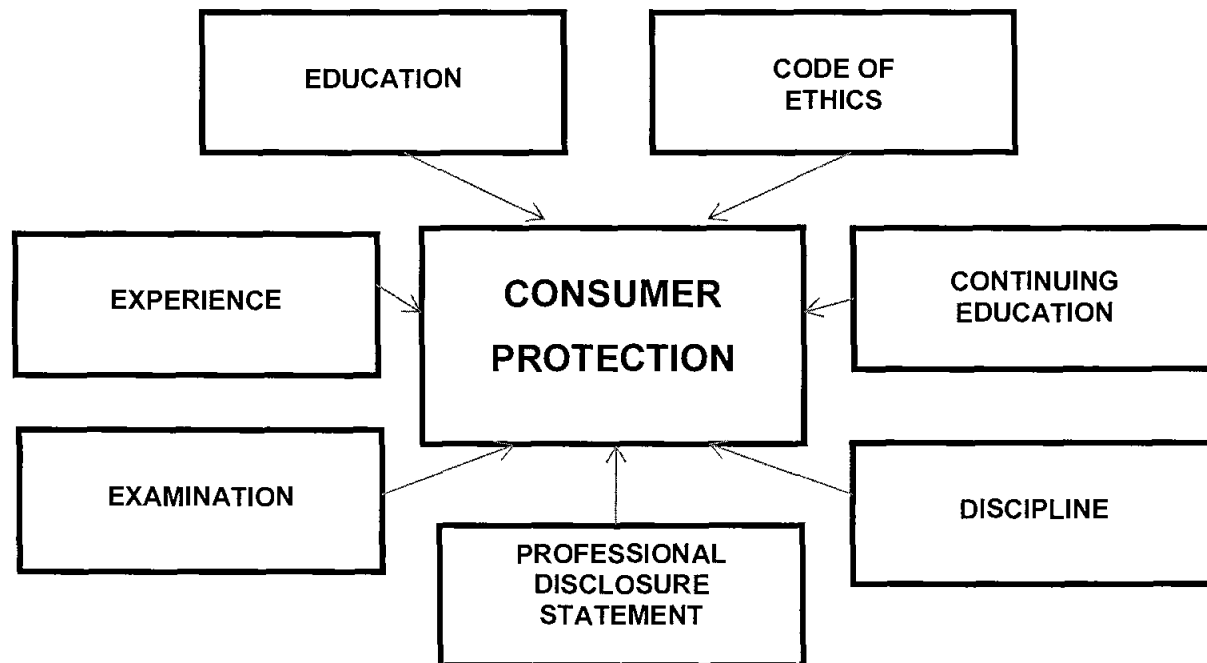 EDUCATION
CODE OF
ETHICS
EXPERIENCE
CONSUMER
PROTECTION
CONTINUING
EDUCATION
EXAMINATION
PROFESSIONAL
DISCLOSURE
STATEMENT
DISCIPLINE